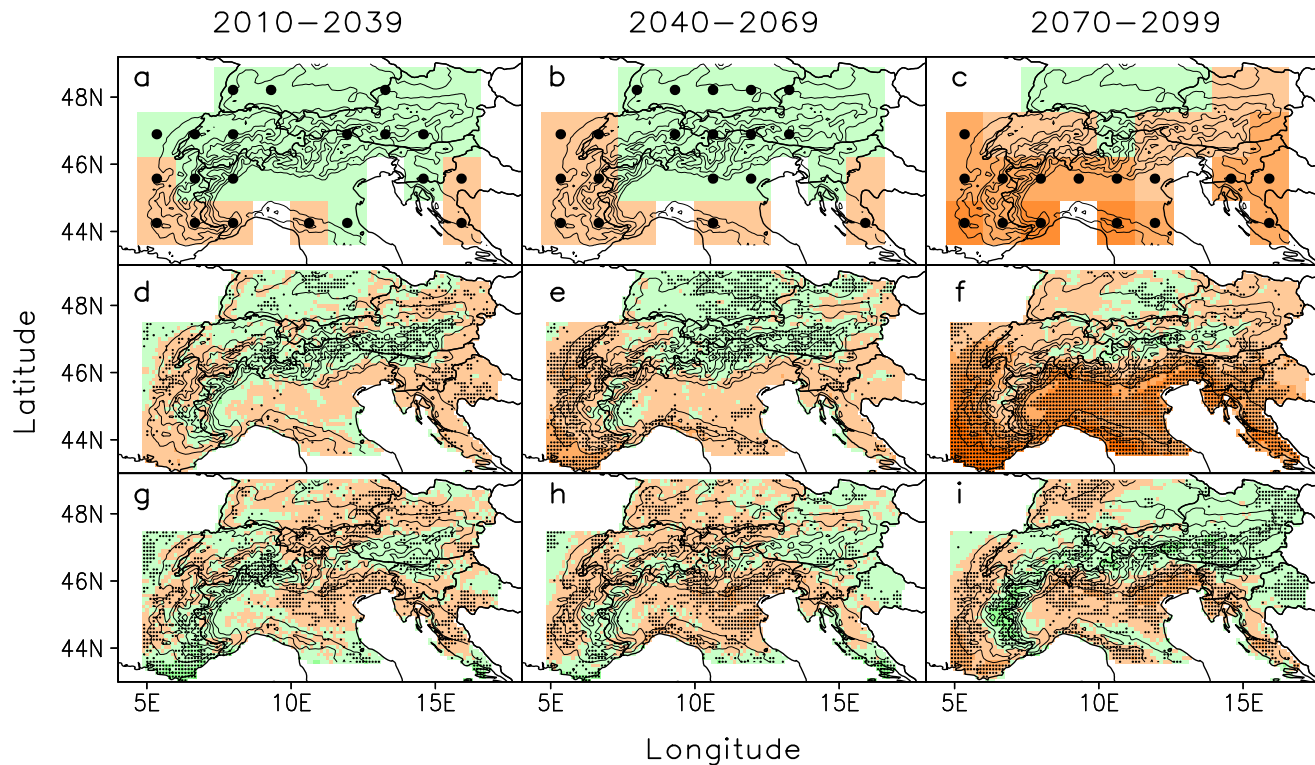 2010−2039 2040−2069 2070−2099
a b c
48N
46N
44N
d e f
48N
46N
44N
Latitude
g h i
48N
46N
44N
5E 10E 15E 5E 10E 15E 5E 10E 15E
Longitude